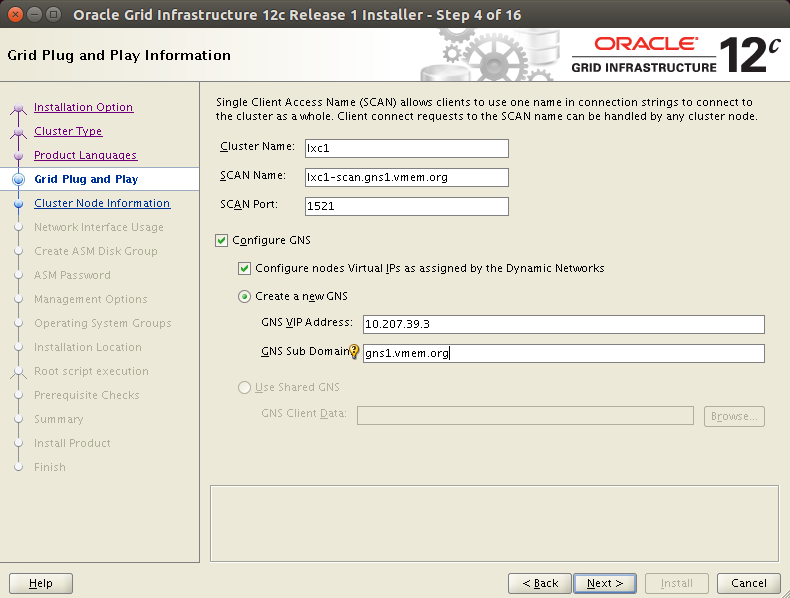 Oracle Grid Infrastructure 12c Release 1 Installer - Step 4 of 16
Grid Plug and Play Information
ORACLE
GRID INFRASTRUCTURE
12c
Installation Option
Cluster Type
Product Languages
Grid Plug and Play
Cluster Node Information
Network Interface Usage
Create ASM Disk Group
ASM Password
Management Options
Operating System Groups
Installation Location
Root script execution
Prerequisite Checks
Summary
Install Product
Finish
Single Client Access Name (SCAN) allows clients to use one name in connection strings to connect to
the cluster as a whole. Client connect requests to the SCAN name can be handled by any cluster node.
Cluster Name: lxc1
SCAN Name: lxc1-scan.gns1.vmem.org
SCAN Port: 1521
Configure GNS
Configure nodes Virtual IPs as assigned by the Dynamic Networks
Create a new GNS
GNS VIP Address: 10.207.39.3
GNS Sub Domain gns1.vmem.org
Use Shared GNS
GNS Client Data: Browse...
Help < Back Next > Install Cancel